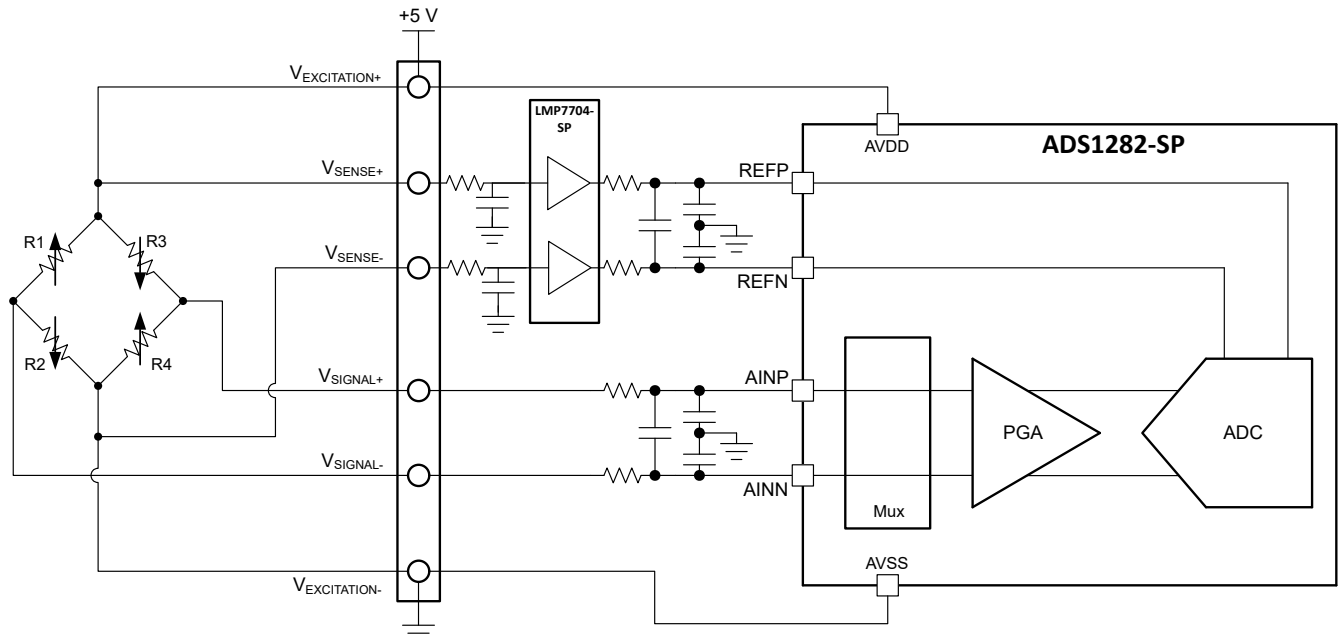 +5 V
VEXCITATION+
LMP7704-
SP
AVDD
ADS1282-SP
VSENSE+
REFP
R1
R3
VSENSE-
REFN
R2
R4
VSIGNAL+
AINP
PGA
ADC
VSIGNAL-
AINN
Mux
AVSS
VEXCITATION-